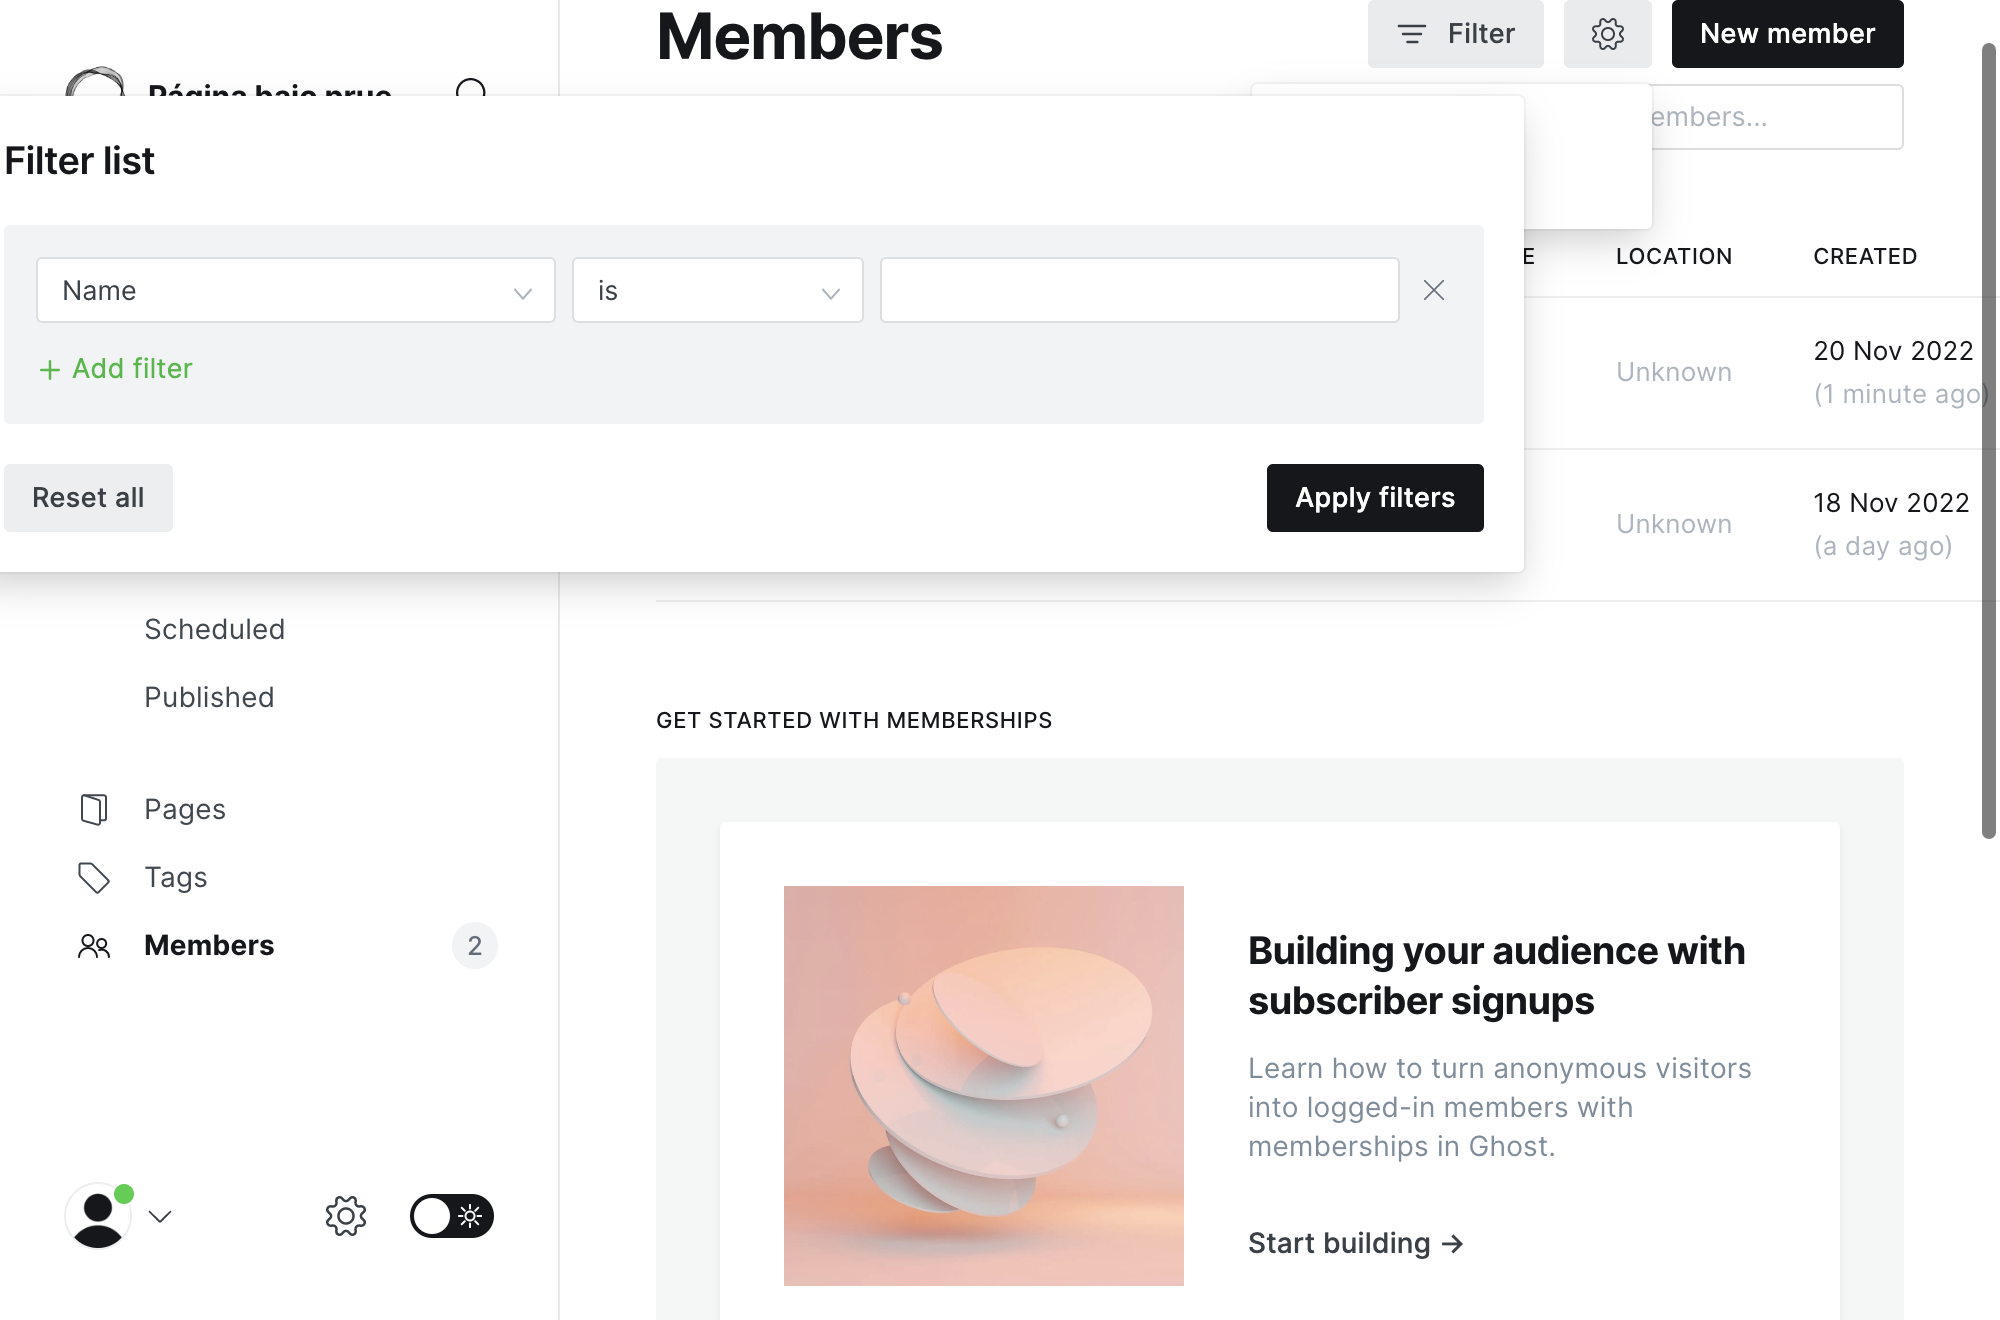 Members
Filter
New member
embers...
Filter list
Name
is
Add filter
Reset all
Apply filters
E
LOCATION
CREATED
Unknown
20 Nov 2022
(1 minute ago)
Unknown
18 Nov 2022
(a day ago)
Scheduled
Published
Pages
Tags
Members
2
GET STARTED WITH MEMBERSHIPS
Building your audience with
subscriber signups
Learn how to turn anonymous visitors
into logged-in members with
memberships in Ghost.
Start building →